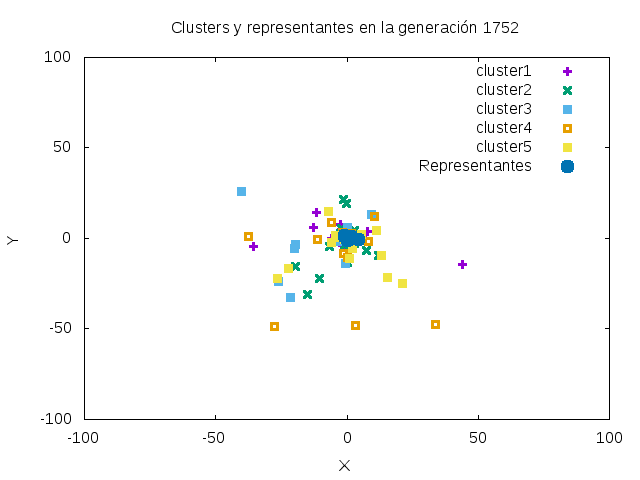 Clusters y representantes en la generación 1752
100
50
0
-50
-100
-100
-50
0
50
100
X
Y
cluster1
cluster2
cluster3
cluster4
cluster5
Representantes